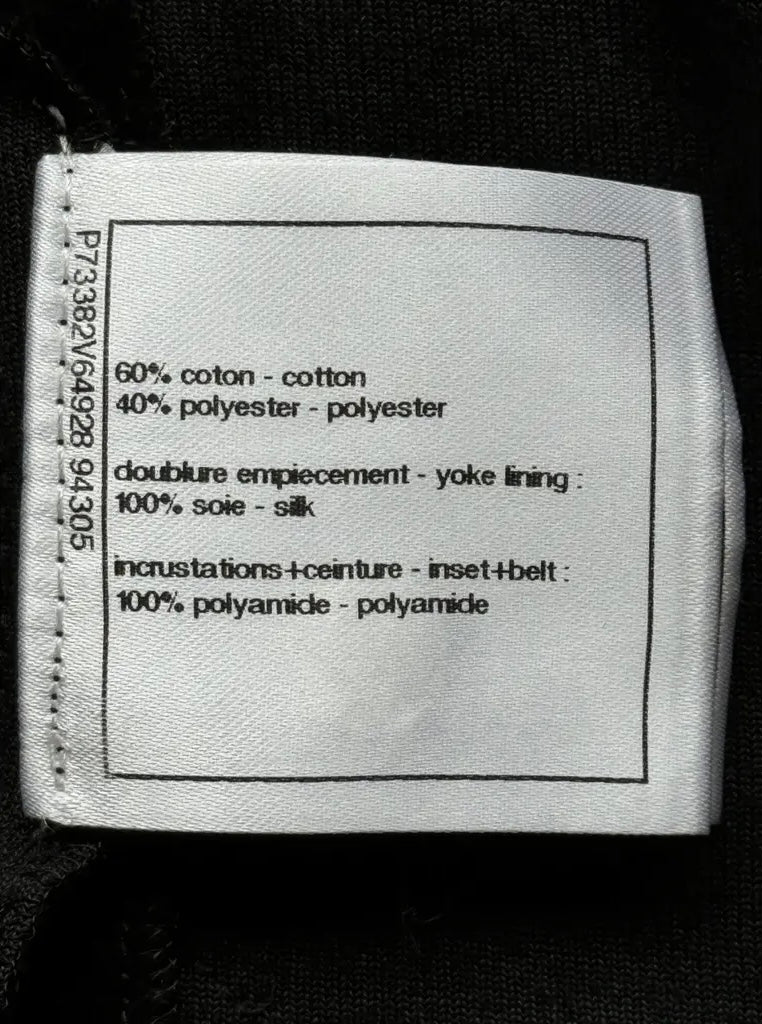 P73382V64928 94305
60% coton - cotton
40% polyester - polyester
doublure empiecement - yoke lining :
100% soie - silk
incrustations+ceinture - inset+belt :
100% polyamide - polyamide